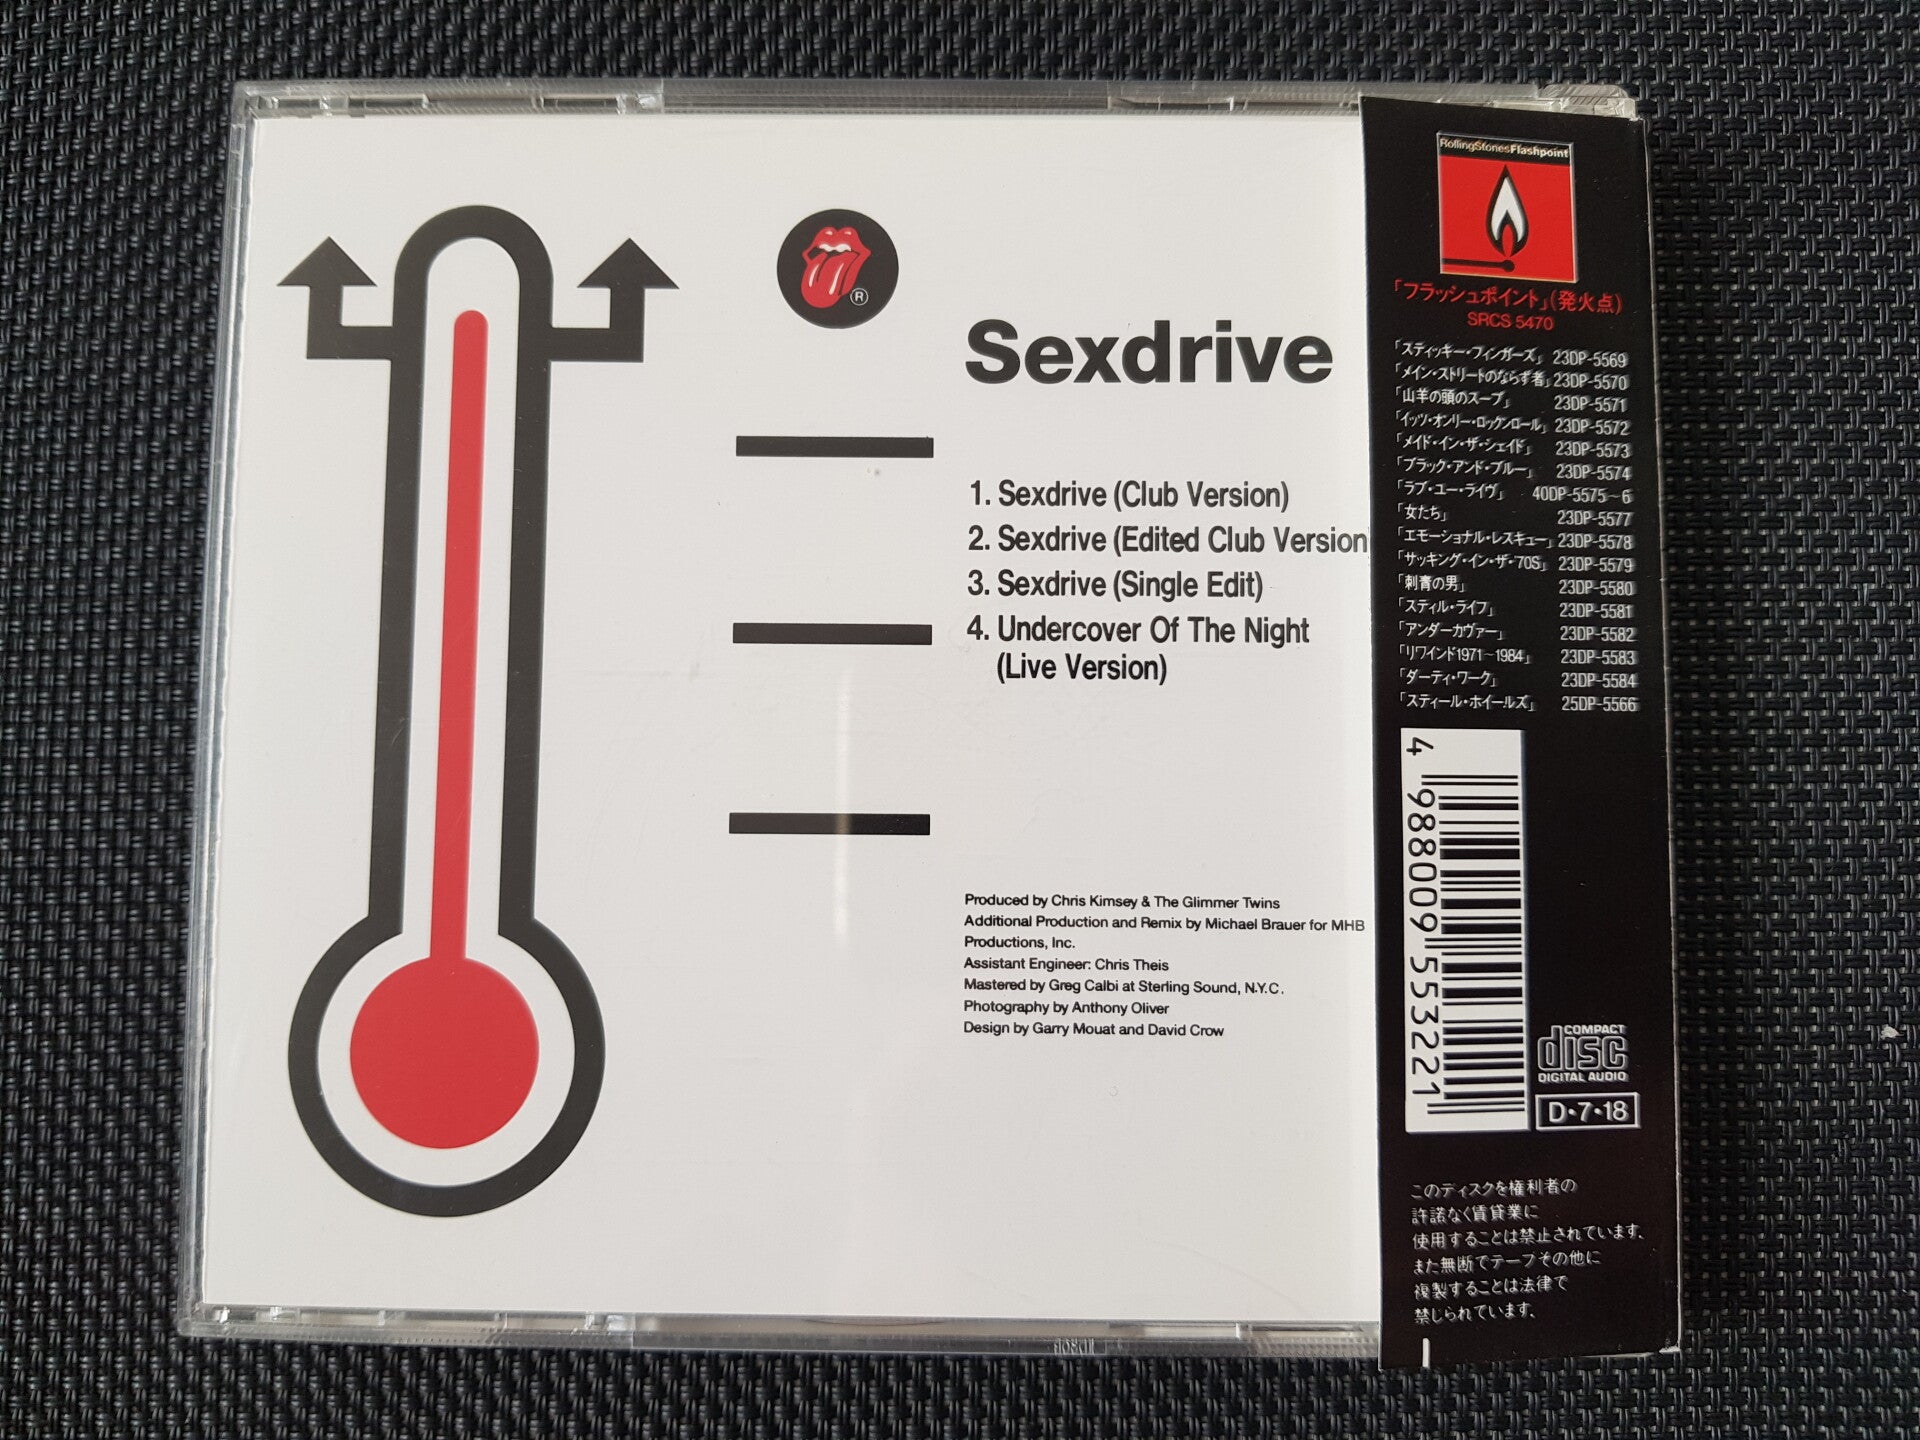 ®
Sexdrive
1. Sexdrive (Club Version)
2. Sexdrive (Edited Club Version
3. Sexdrive (Single Edit)
4. Undercover Of The Night
(Live Version)
Produced by Chris Kimsey & The Glimmer Twins
Additional Production and Remix by Michael Brauer for MHB
Productions, Inc.
Assistant Engineer: Chris Theis
Mastered by Greg Calbi at Sterling Sound, N.Y.C.
Photography by Anthony Oliver
Design by Garry Mouat and David Crow
RollingStonesFlashpoint
「フラッシュポイント」(発火点)
SRCS 5470
「スティッキー・フィンガーズ」 23DP-5569
「メイン・ストリートのならず者」 23DP-5570
「山羊の頭のスープ」 23DP-5571
「イッツ・オンリー・ロックンロール」 23DP-5572
「メイド・イン・ザ・シェイド」 23DP-5573
「ブラック・アンド・ブルー」 23DP-5574
「ラブ・ユー・ライヴ」 40DP-5575~6
「女たち」 23DP-5577
「エモーショナル・レスキュー」 23DP-5578
「サッキング・イン・ザ・70S」 23DP-5579
「刺青の男」 23DP-5580
「スティル・ライフ」 23DP-5581
「アンダーカヴァー」 23DP-5582
「リワインド1971~1984」 23DP-5583
「ダーティ・ワーク」 23DP-5584
「スティール・ホイールズ」 25DP-5566
4 988009 553221
COMPACT
disc
DIGITAL AUDIO
D・7・18
このディスクを権利者の
許諾なく賃貸業に
使用することは禁止されています.
また無断でテープその他に
複製することは法律で
禁じられています.